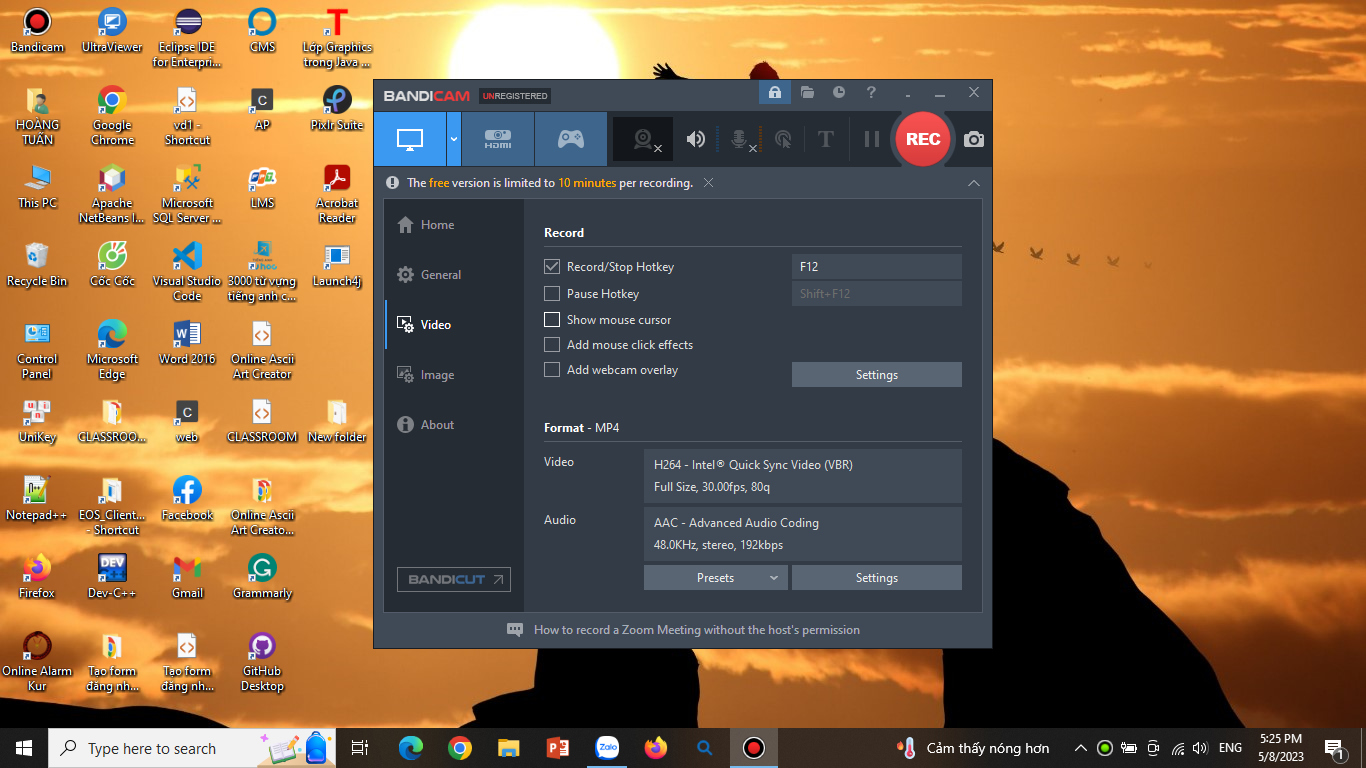 Bandicam
UltraViewer
Eclipse IDE
for Enterpri...
CMS
Lớp Graphics
trong Java ...
HOÀNG
TUẤN
Google
Chrome
vd1 -
Shortcut
AP
Pixlr Suite
This PC
Apache
NetBeans I...
Microsoft
SQL Server ...
LMS
Acrobat
Reader
Recycle Bin
Cốc Cốc
Visual Studio
Code
3000 từ vựng
tiếng anh c...
Launch4j
Control
Panel
Microsoft
Edge
Word 2016
Online Ascii
Art Creator
UniKey
CLASSROO...
web
CLASSROOM
New folder
Notepad++
EOS_Client...
- Shortcut
Facebook
Online Ascii
Art Creato...
Firefox
Dev-C++
Gmail
Grammarly
Online Alarm
Kur
Tao form
đăng nh...
Tao form
đăng nh...
GitHub
Desktop
BANDICAM UNREGISTERED
HDMI
T
REC
The free version is limited to 10 minutes per recording.
Home
General
Video
Image
About
BANDICUT
Record
Record/Stop Hotkey F12
Pause Hotkey Shift+F12
Show mouse cursor
Add mouse click effects
Add webcam overlay
Settings
Format - MP4
Video
H264 - Intel® Quick Sync Video (VBR)
Full Size, 30.00fps, 80q
Audio
AAC - Advanced Audio Coding
48.0KHz, stereo, 192kbps
Presets
Settings
How to record a Zoom Meeting without the host's permission
Type here to search
Zalo
Cảm thấy nóng hơn
ENG
5:25 PM
5/8/2023
1